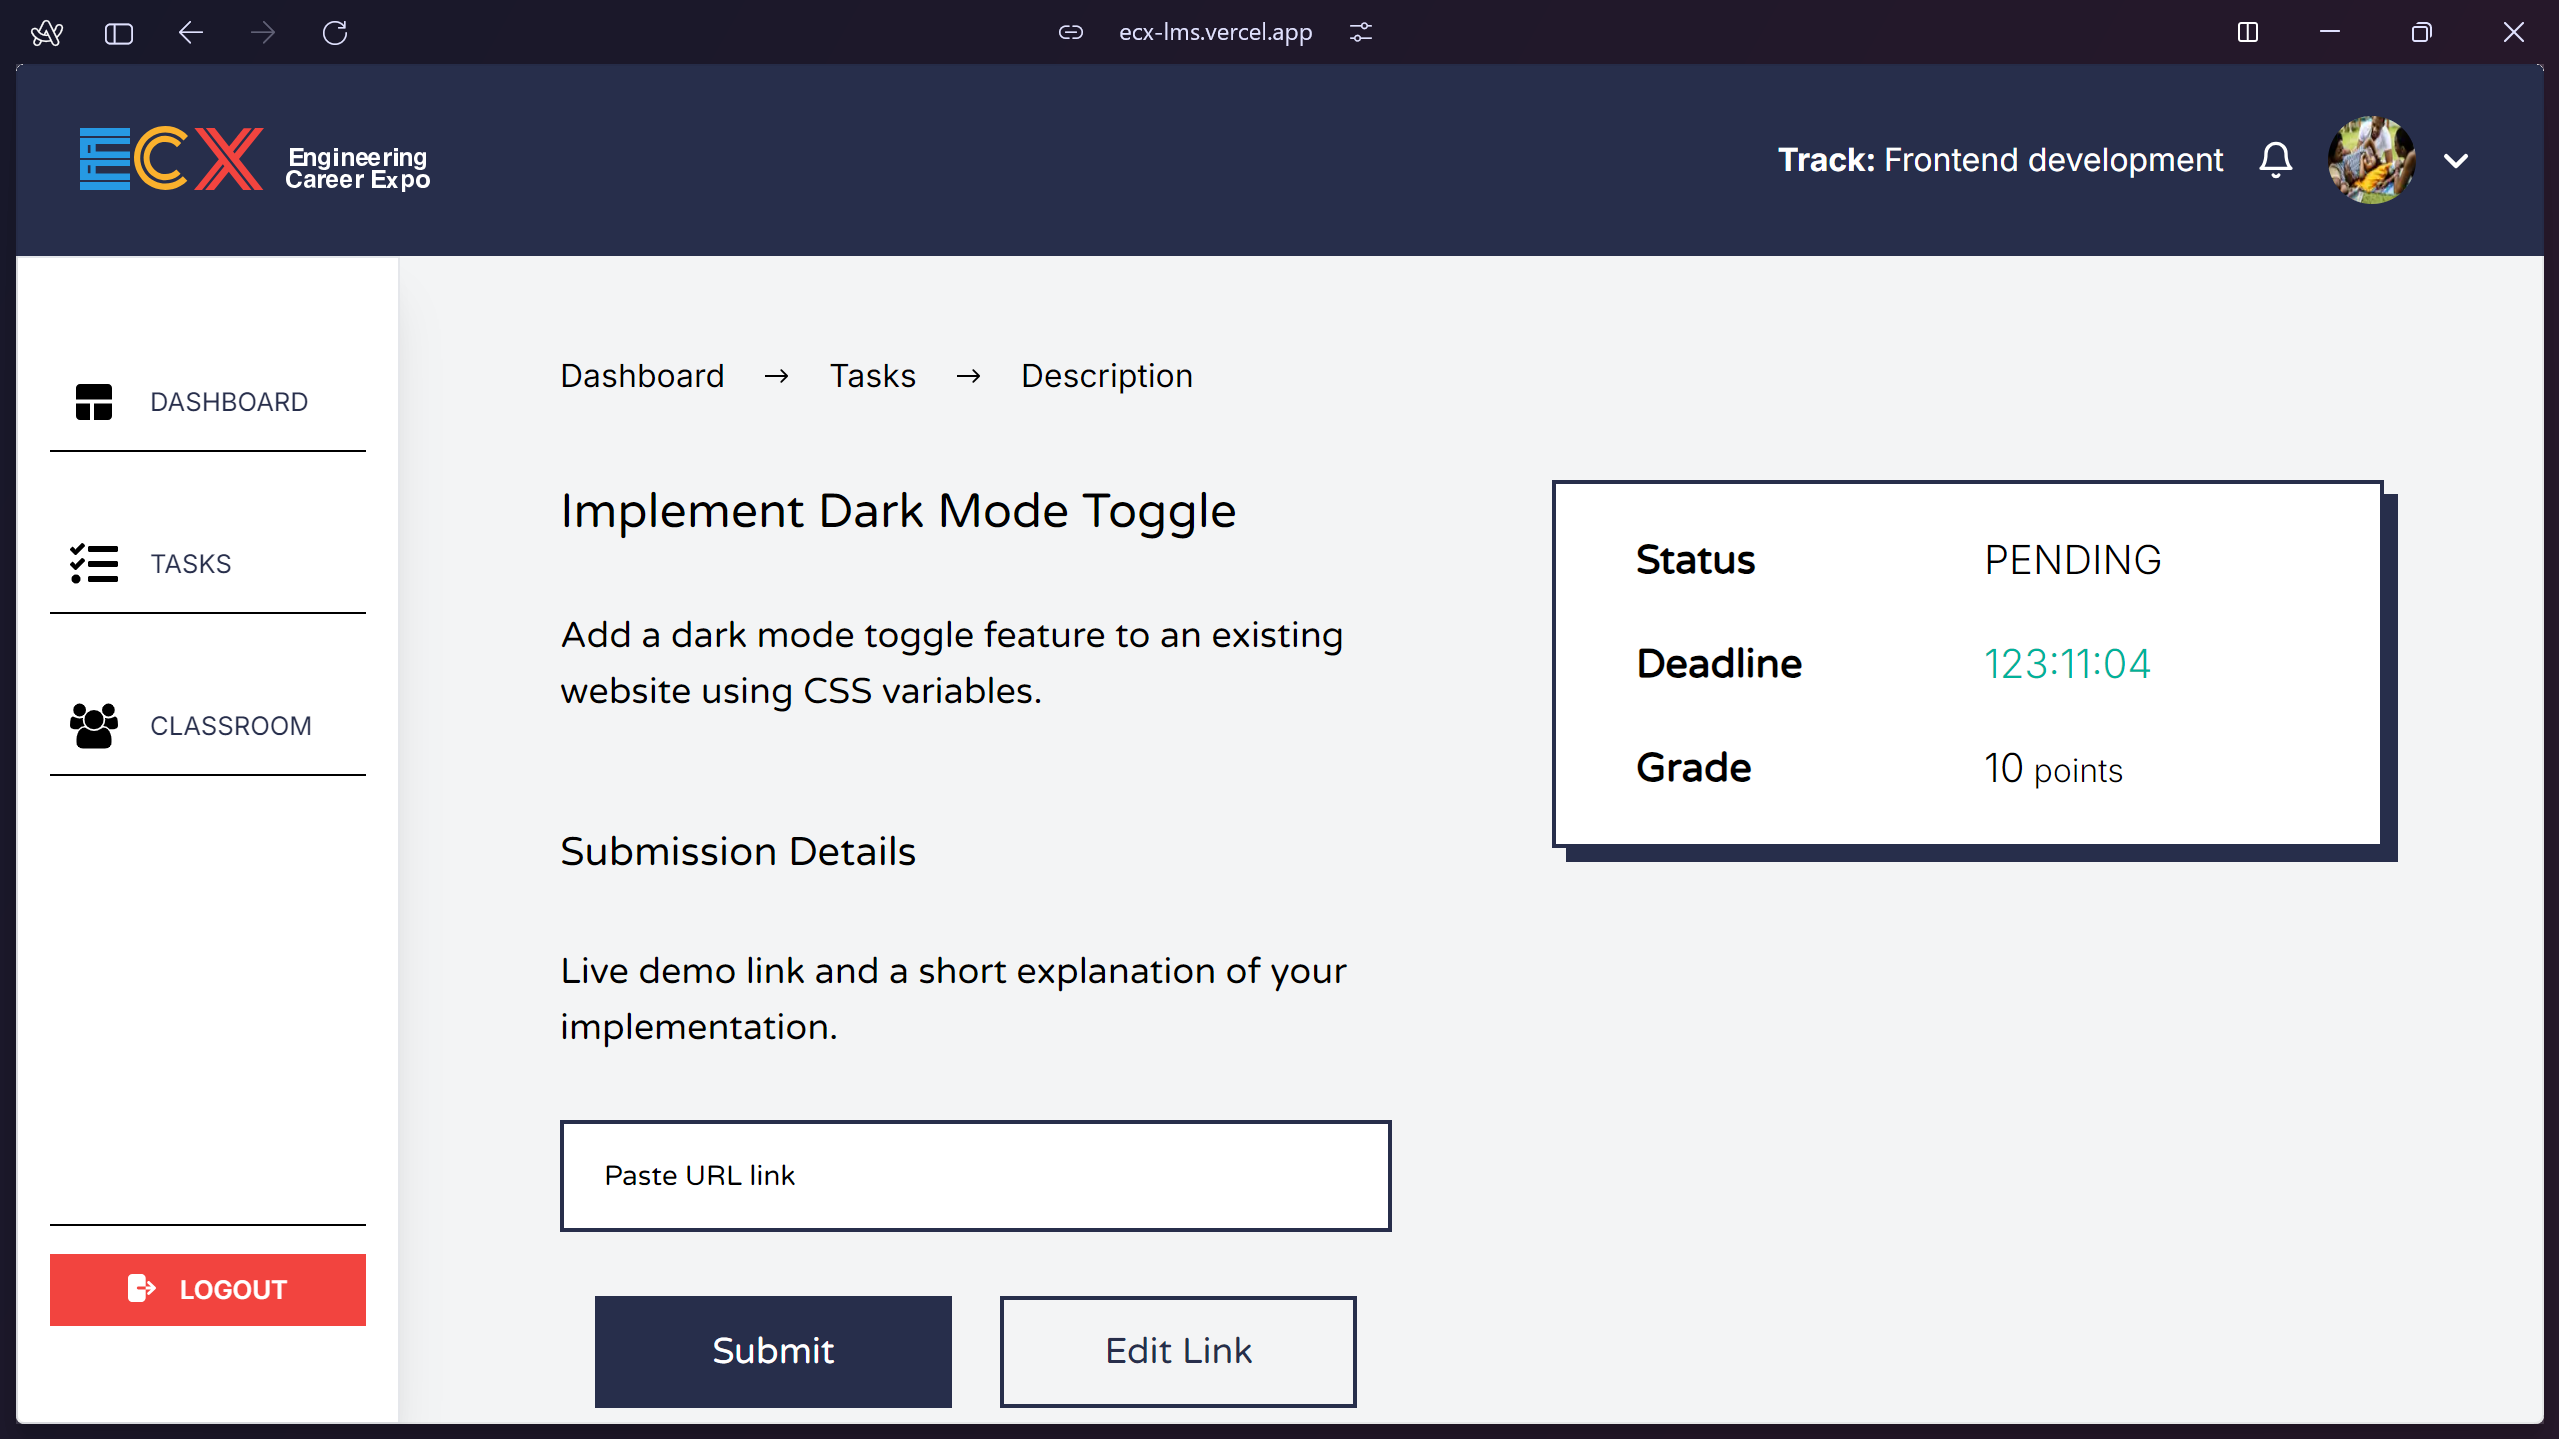 ecx-lms.vercel.app
ECX Engineering
Career Expo
Track: Frontend development
DASHBOARD
TASKS
CLASSROOM
LOGOUT
Dashboard → Tasks → Description
Implement Dark Mode Toggle
Add a dark mode toggle feature to an existing
website using CSS variables.
Submission Details
Live demo link and a short explanation of your
implementation.
Paste URL link
Submit
Edit Link
Status PENDING
Deadline 123:11:04
Grade 10 points